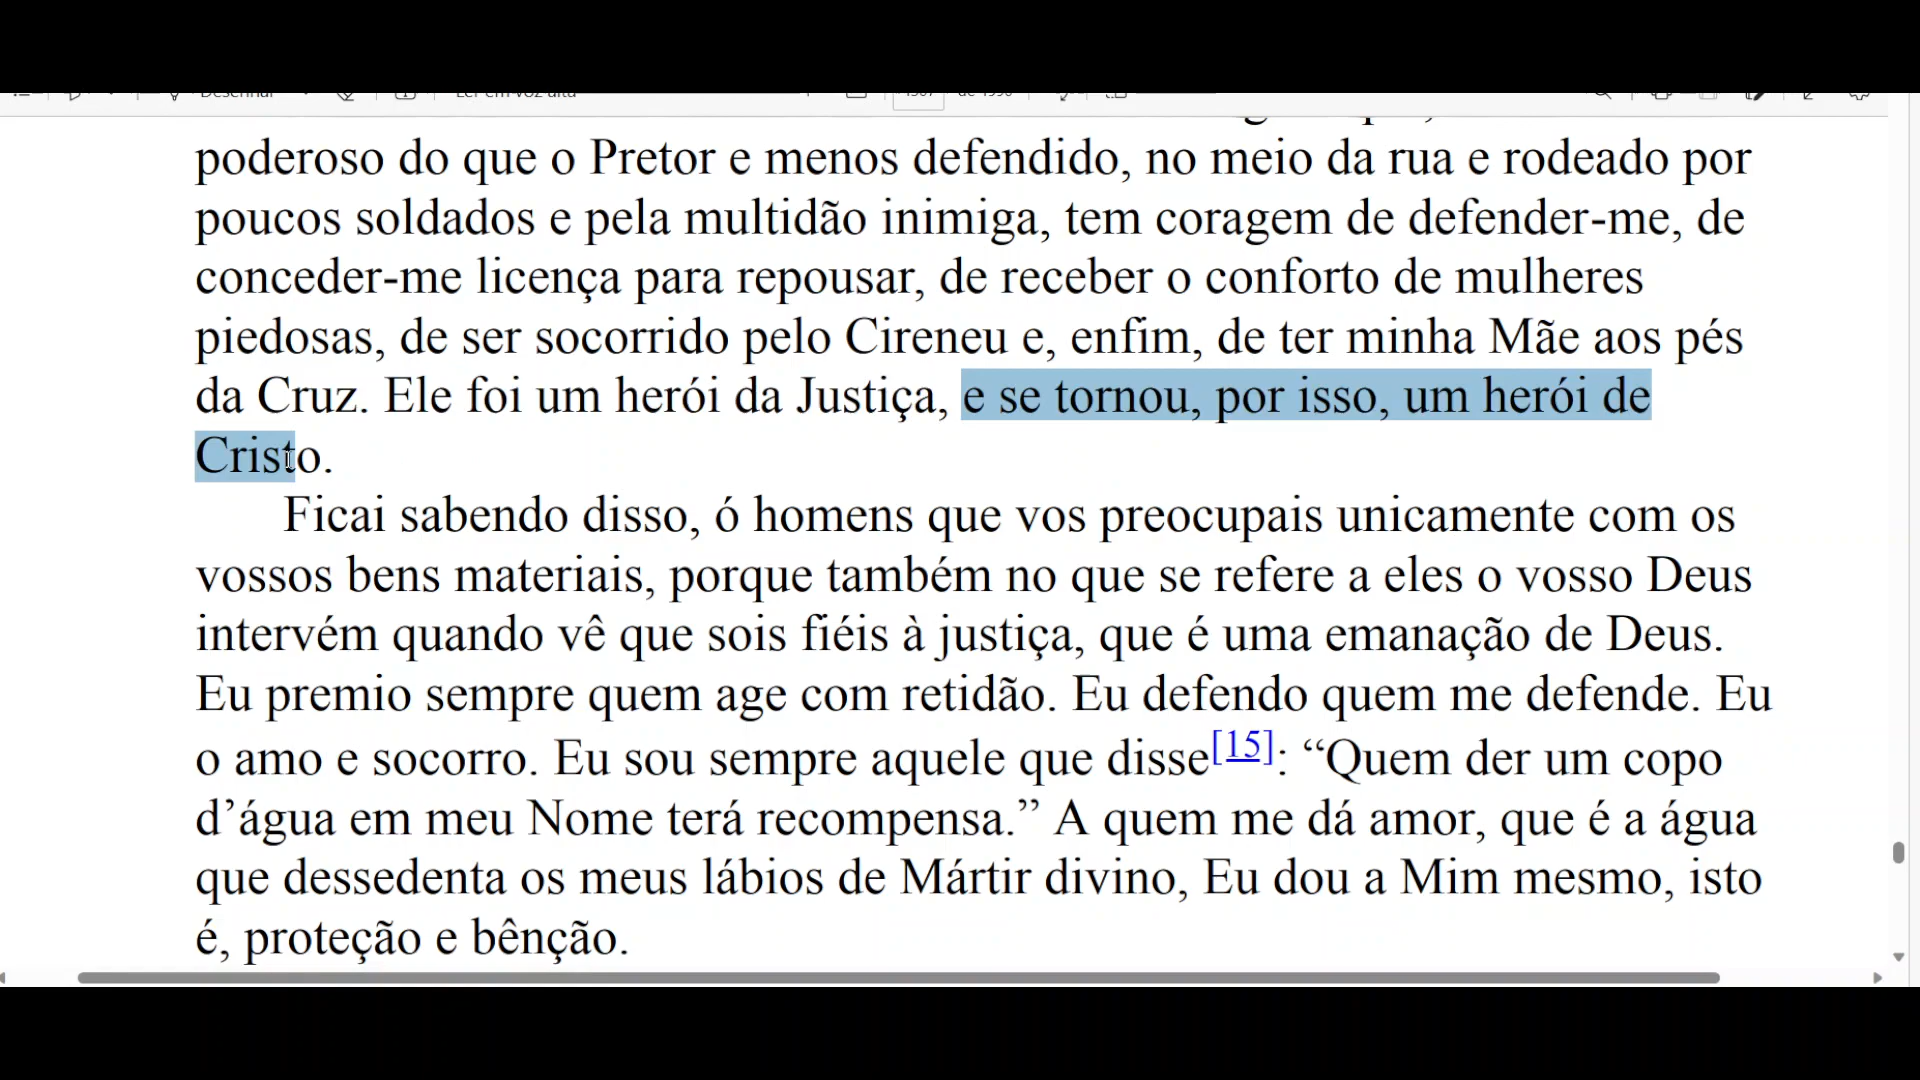 poderoso do que o Pretor e menos defendido, no meio da rua e rodeado por
poucos soldados e pela multidão inimiga, tem coragem de defender-me, de
conceder-me licença para repousar, de receber o conforto de mulheres
piedosas, de ser socorrido pelo Cireneu e, enfim, de ter minha Mãe aos pés
da Cruz. Ele foi um herói da Justiça, e se tornou, por isso, um herói de
Cristo.
Ficai sabendo disso, ó homens que vos preocupais unicamente com os
vossos bens materiais, porque também no que se refere a eles o vosso Deus
intervém quando vê que sois fiéis à justiça, que é uma emanação de Deus.
Eu premio sempre quem age com retidão. Eu defendo quem me defende. Eu
o amo e socorro. Eu sou sempre aquele que disse[15]: “Quem der um copo
d’água em meu Nome terá recompensa.” A quem me dá amor, que é a água
que dessedenta os meus lábios de Mártir divino, Eu dou a Mim mesmo, isto
é, proteção e bênção.